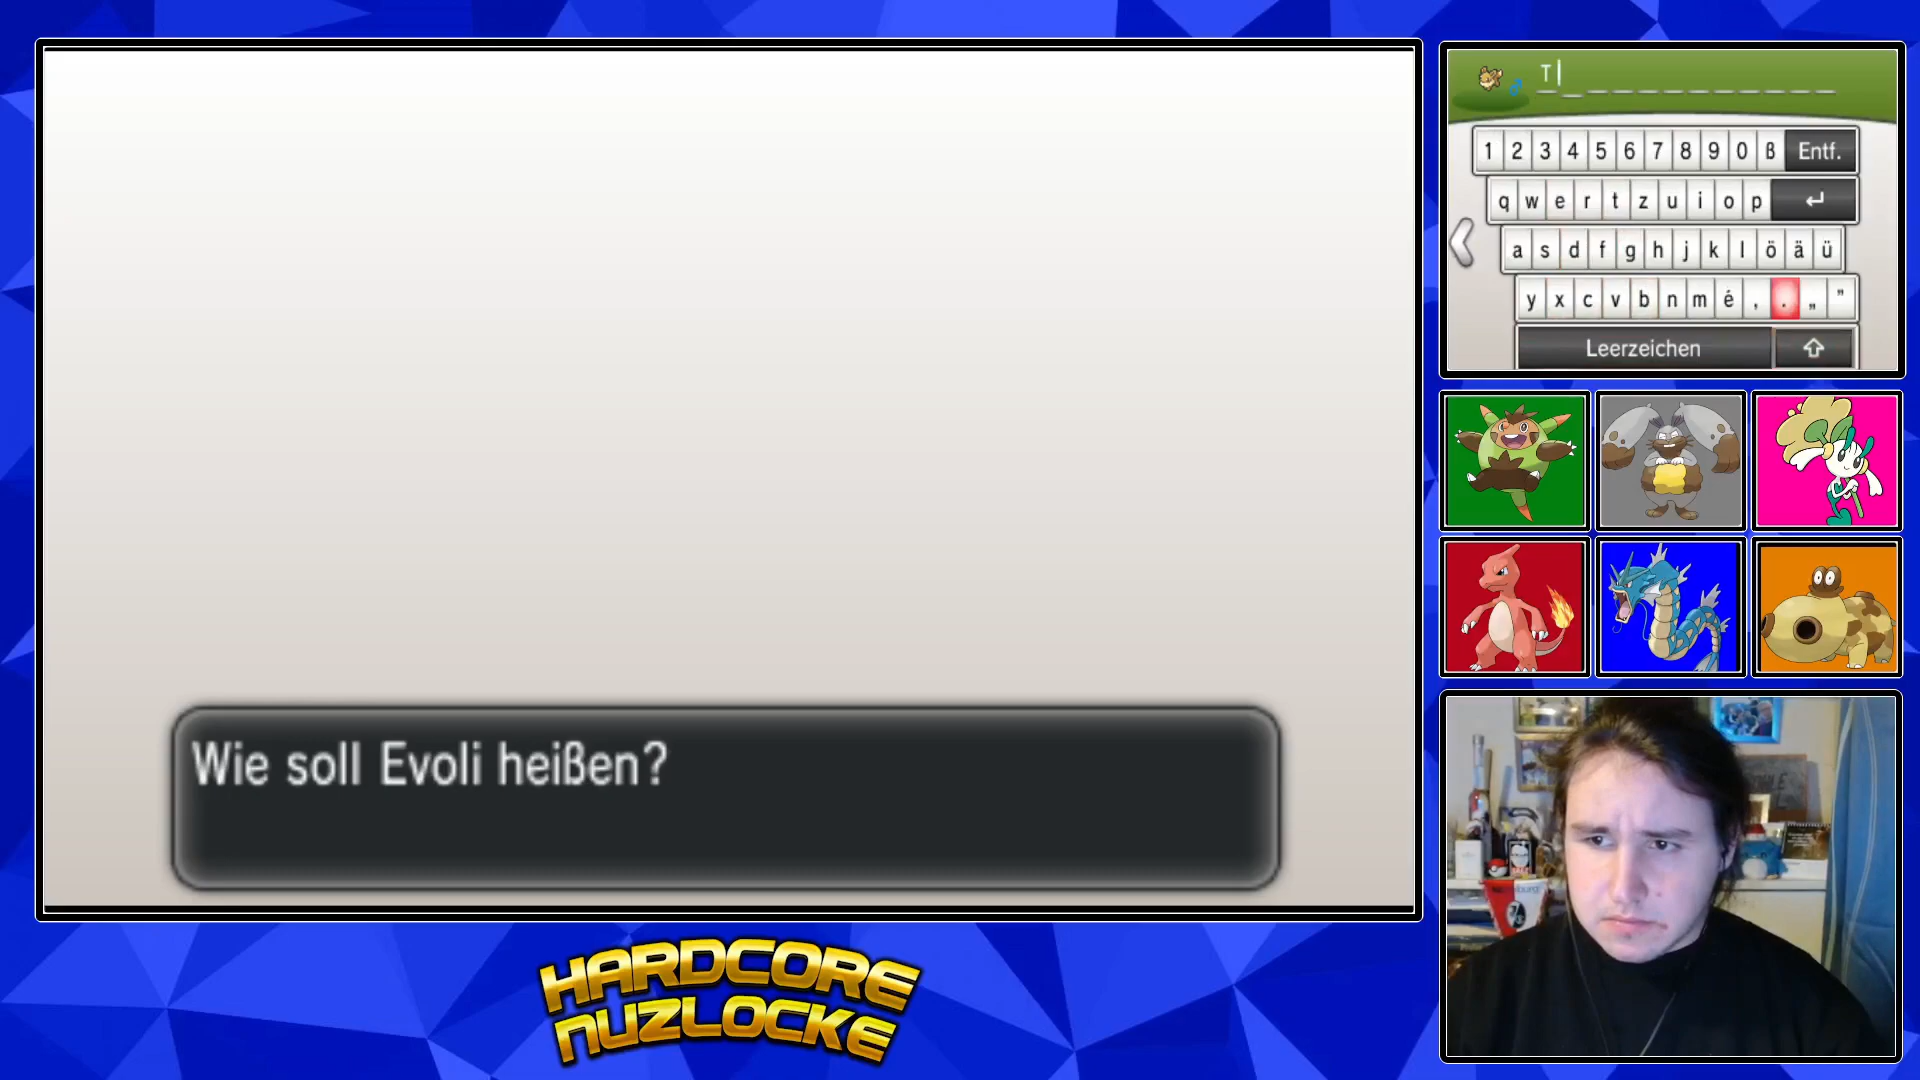 T
1 2 3 4 5 6 7 8 9 0 ß Entf.
q w e r t z u i o p ↵
a s d f g h j k l ö ä ü
y x c v b n m é , . „ ”
Leerzeichen
Wie soll Evoli heißen?
HARDCORE
NUZLOCKE